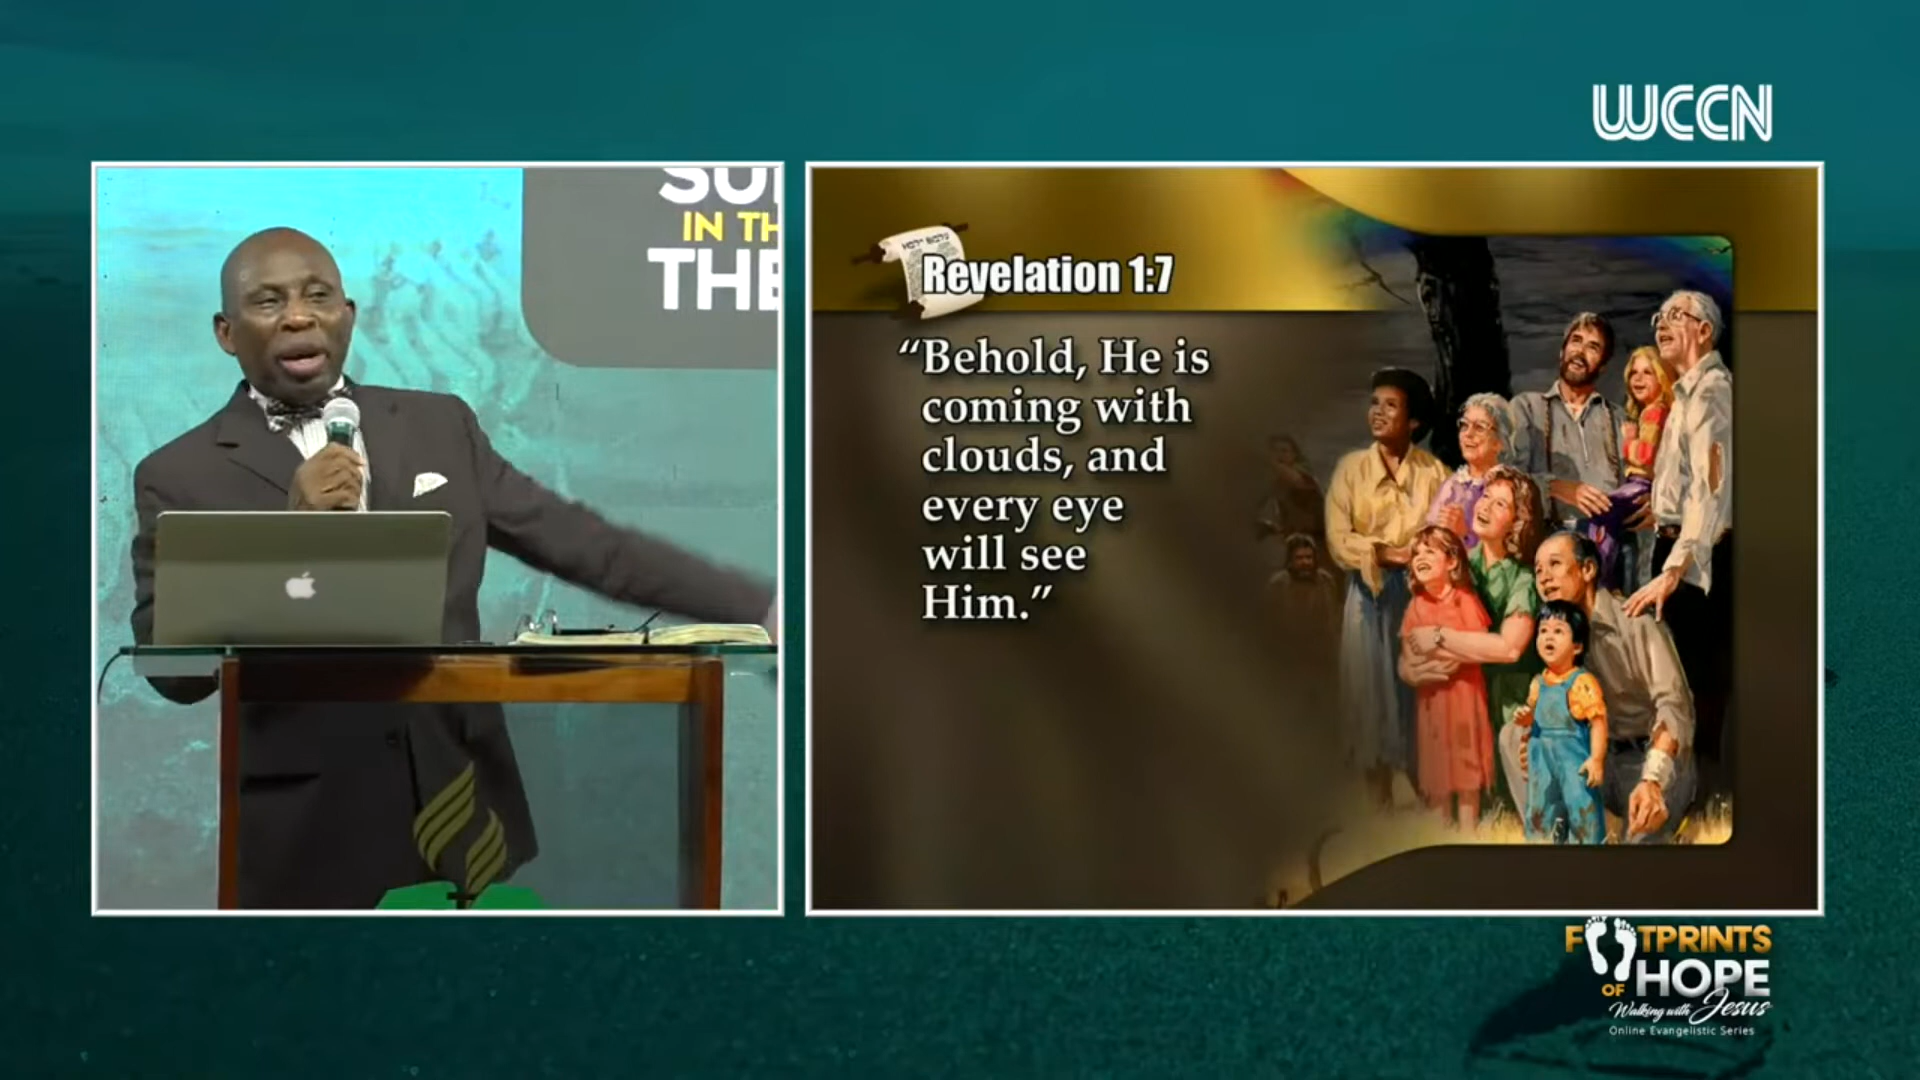 WCCN
IN TH
THE
Revelation 1:7
“Behold, He is
coming with
clouds, and
every eye
will see
Him.”
FOOTPRINTS
OF HOPE
Walking with Jesus
Online Evangelistic Series